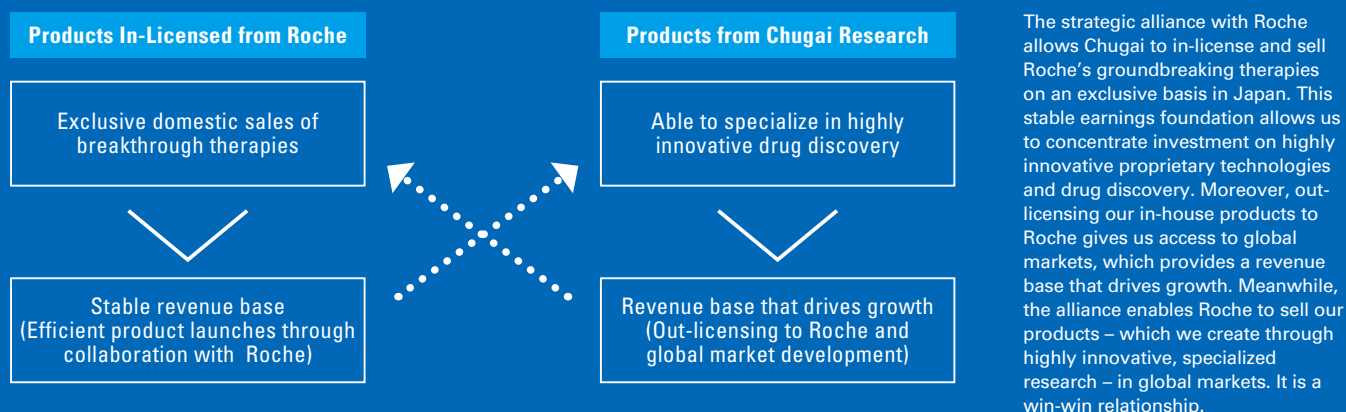 Products In-Licensed from Roche
Exclusive domestic sales of
breakthrough therapies
Stable revenue base
(Efficient product launches through
collaboration with Roche)
Products from Chugai Research
Able to specialize in highly
innovative drug discovery
Revenue base that drives growth
(Out-licensing to Roche and
global market development)
The strategic alliance with Roche
allows Chugai to in-license and sell
Roche's groundbreaking therapies
on an exclusive basis in Japan. This
stable earnings foundation allows us
to concentrate investment on highly
innovative proprietary technologies
and drug discovery. Moreover, out-
licensing our in-house products to
Roche gives us access to global
markets, which provides a revenue
base that drives growth. Meanwhile,
the alliance enables Roche to sell our
products – which we create through
highly innovative, specialized
research – in global markets. It is a
win-win relationship.